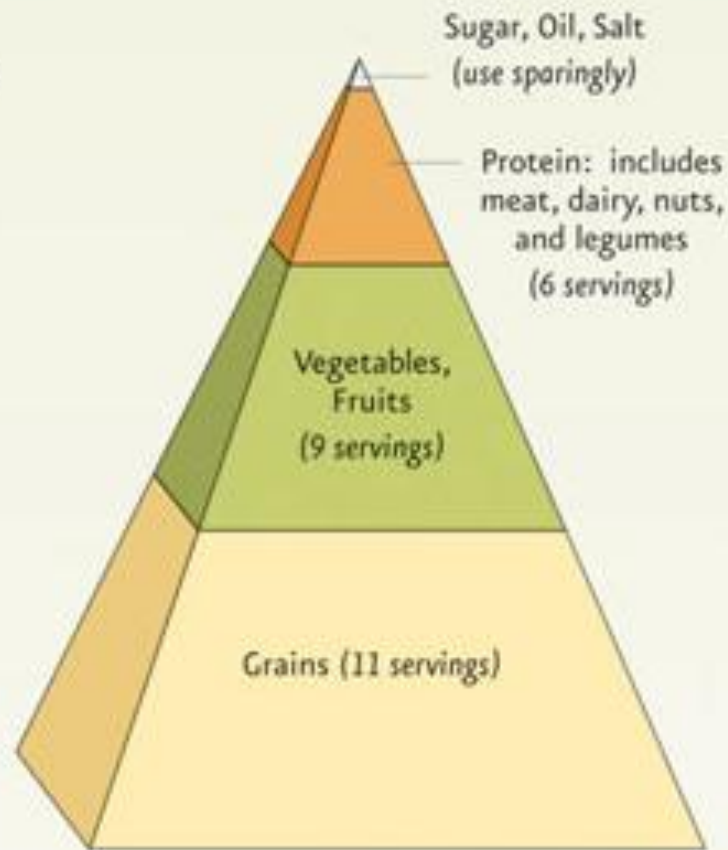 Sugar, Oil, Salt
(use sparingly)
Protein: includes
meat, dairy, nuts,
and legumes
(6 servings)
Vegetables,
Fruits
(9 servings)
Grains (11 servings)